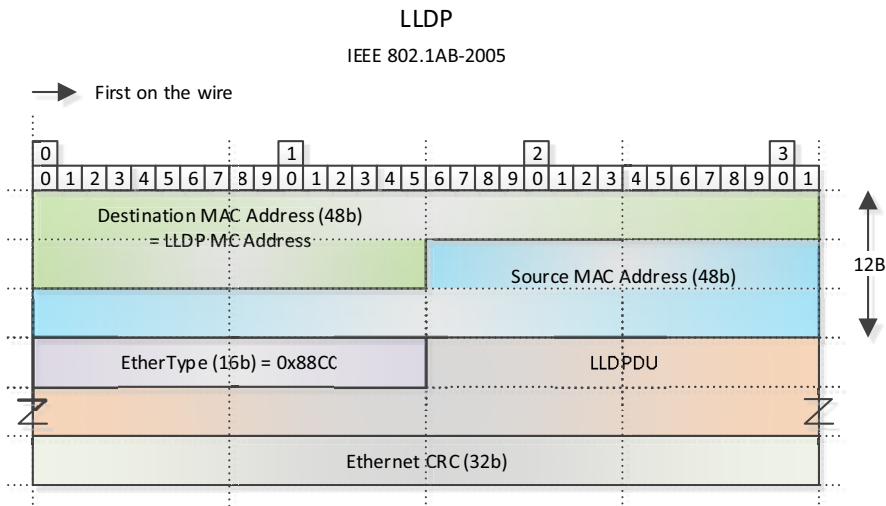 LLDP
IEEE 802.1AB-2005
First on the wire
0 1 2 3
0 1 2 3 4 5 6 7 8 9 0 1 2 3 4 5 6 7 8 9 0 1 2 3 4 5 6 7 8 9 0 1
Destination MAC Address (48b)
= LLDP MC Address
Source MAC Address (48b)
12B
EtherType (16b) = 0x88CC LLDPDU
Ethernet CRC (32b)